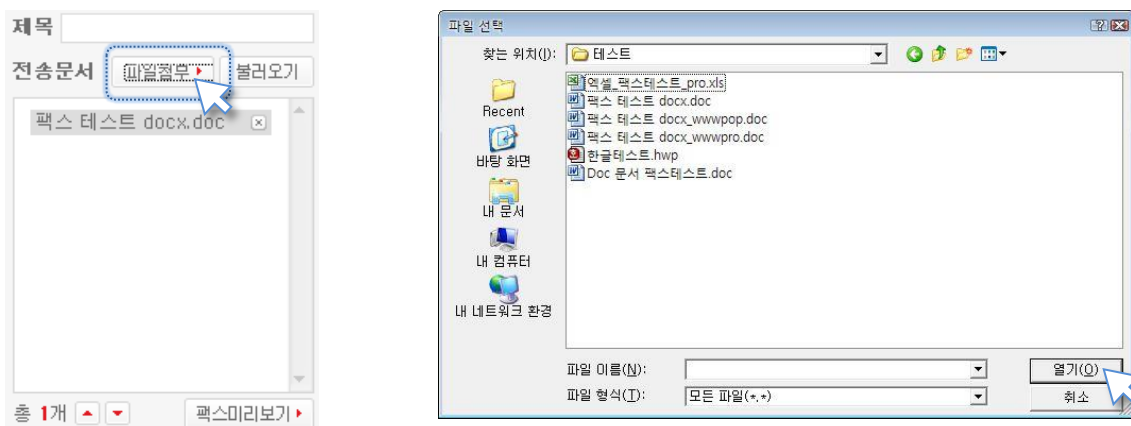 제목
전송문서 파일첨부 불러오기
팩스 테스트 docx.doc
총 1개 팩스미리보기
파일 선택
찾는 위치(I): 테스트
Recent
바탕 화면
내 문서
내 컴퓨터
내 네트워크 환경
엑셀_팩스테스트_pro.xls
팩스 테스트 docx.doc
팩스 테스트 docx_wwwpop.doc
팩스 테스트 docx_wwwpro.doc
한글테스트.hwp
Doc 문서 팩스테스트.doc
파일 이름(N): 열기(O)
파일 형식(T): 모든 파일(*.*) 취소